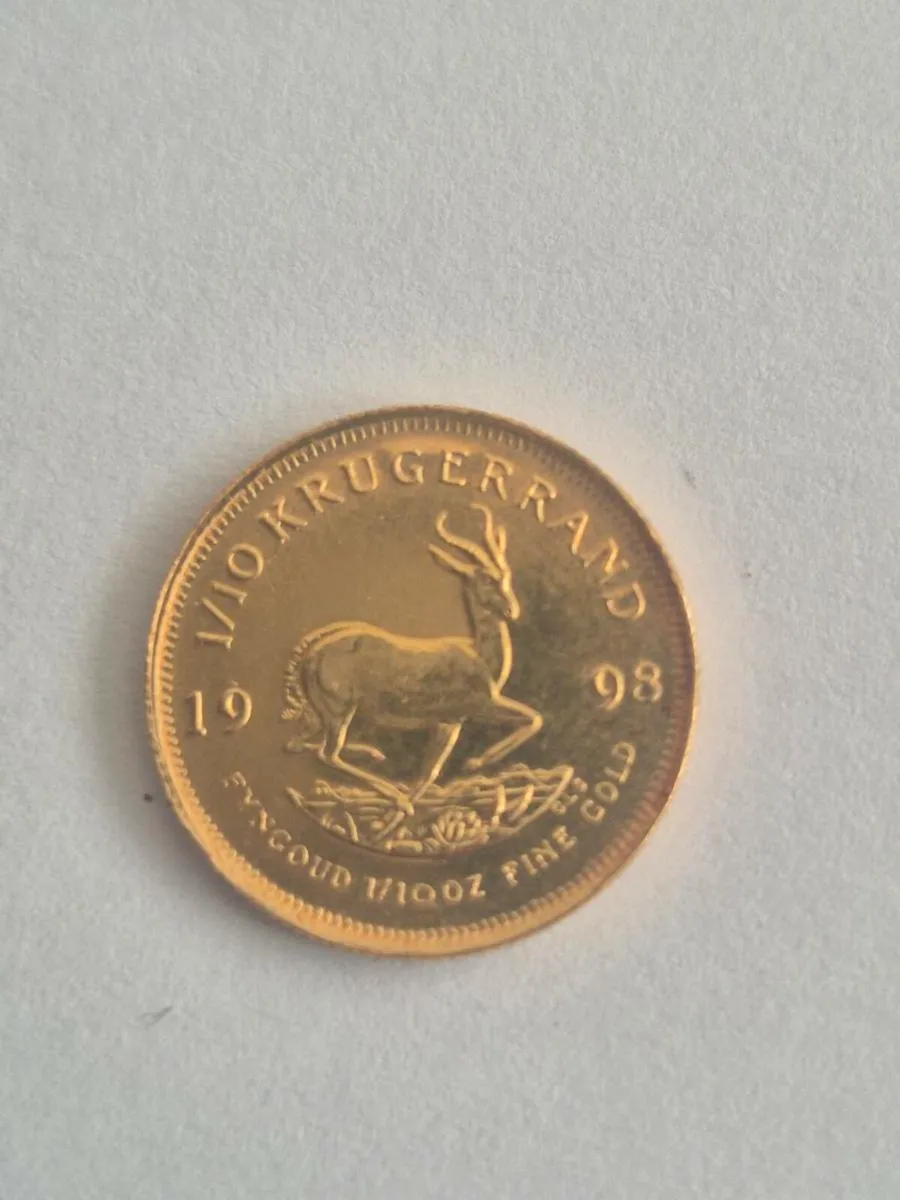 1/10 KRUGERRAND
19 98
FYNGOUD 1/10 OZ FINE GOLD